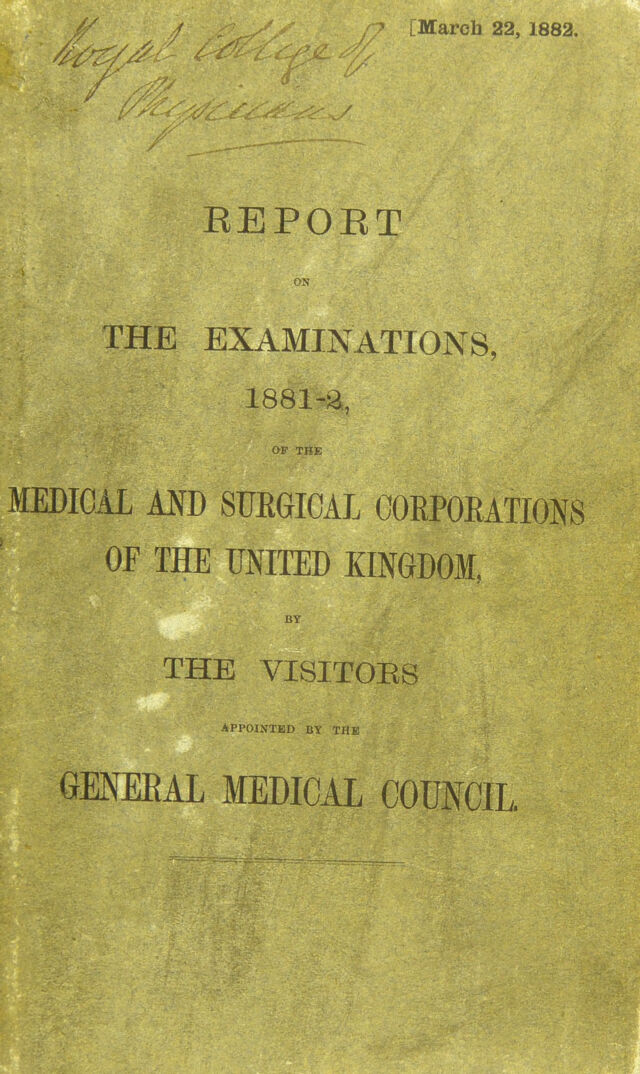 [March 22, 1882.
Royal College of
Physicians
REPORT
ON
THE EXAMINATIONS,
1881-2,
OF THE
MEDICAL AND SURGICAL CORPORATIONS
OF THE UNITED KINGDOM,
BY
THE VISITORS
APPOINTED BY THE
GENERAL MEDICAL COUNCIL.